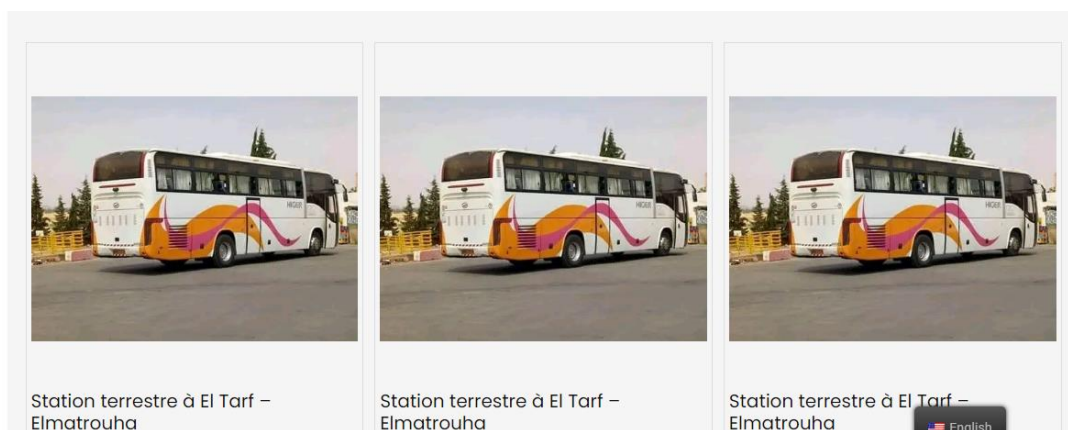 Station terrestre à El Tarf –
Elmatrouha
Station terrestre à El Tarf –
Elmatrouha
Station terrestre à El Tarf –
Elmatrouha
English